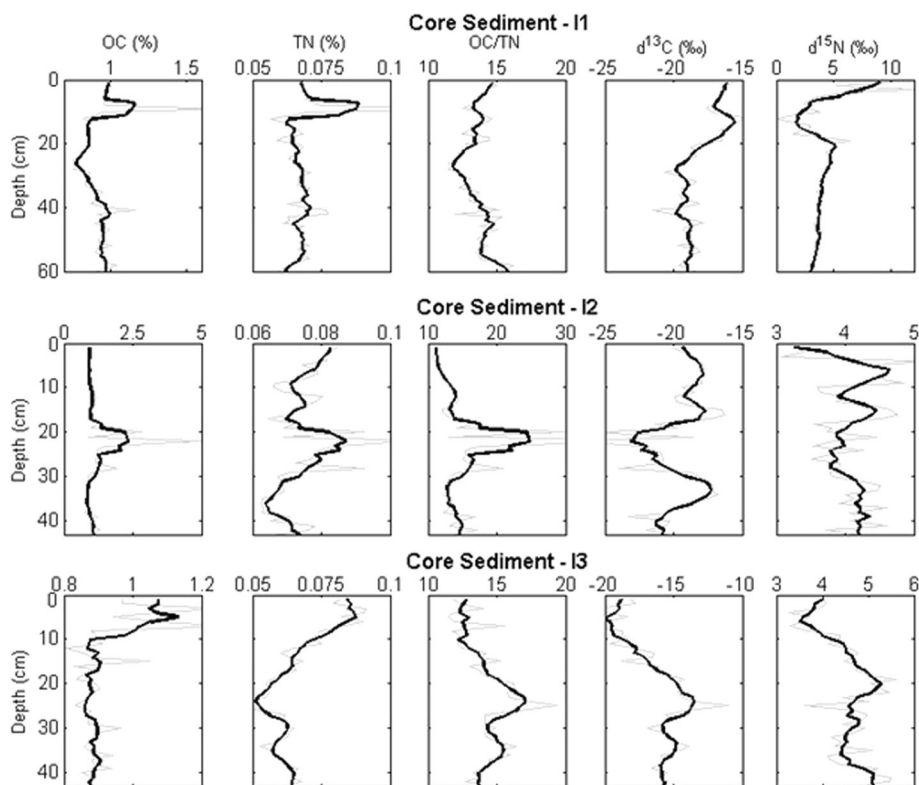 Core Sediment - I1
OC (%) TN (%) OC/TN d¹³C (‰) d¹⁵N (‰)
1 1.5 0.05 0.075 0.1 10 15 20 -25 -20 -15 0 5 10
0
20
40
60
Depth (cm)
Core Sediment - I2
0 2.5 5 0.06 0.08 0.1 10 20 30 -25 -20 -15 3 4 5
0
10
20
30
40
Depth (cm)
Core Sediment - I3
0.8 1 1.2 0.05 0.075 0.1 10 15 20 -20 -15 -10 3 4 5 6
0
10
20
30
40
Depth (cm)